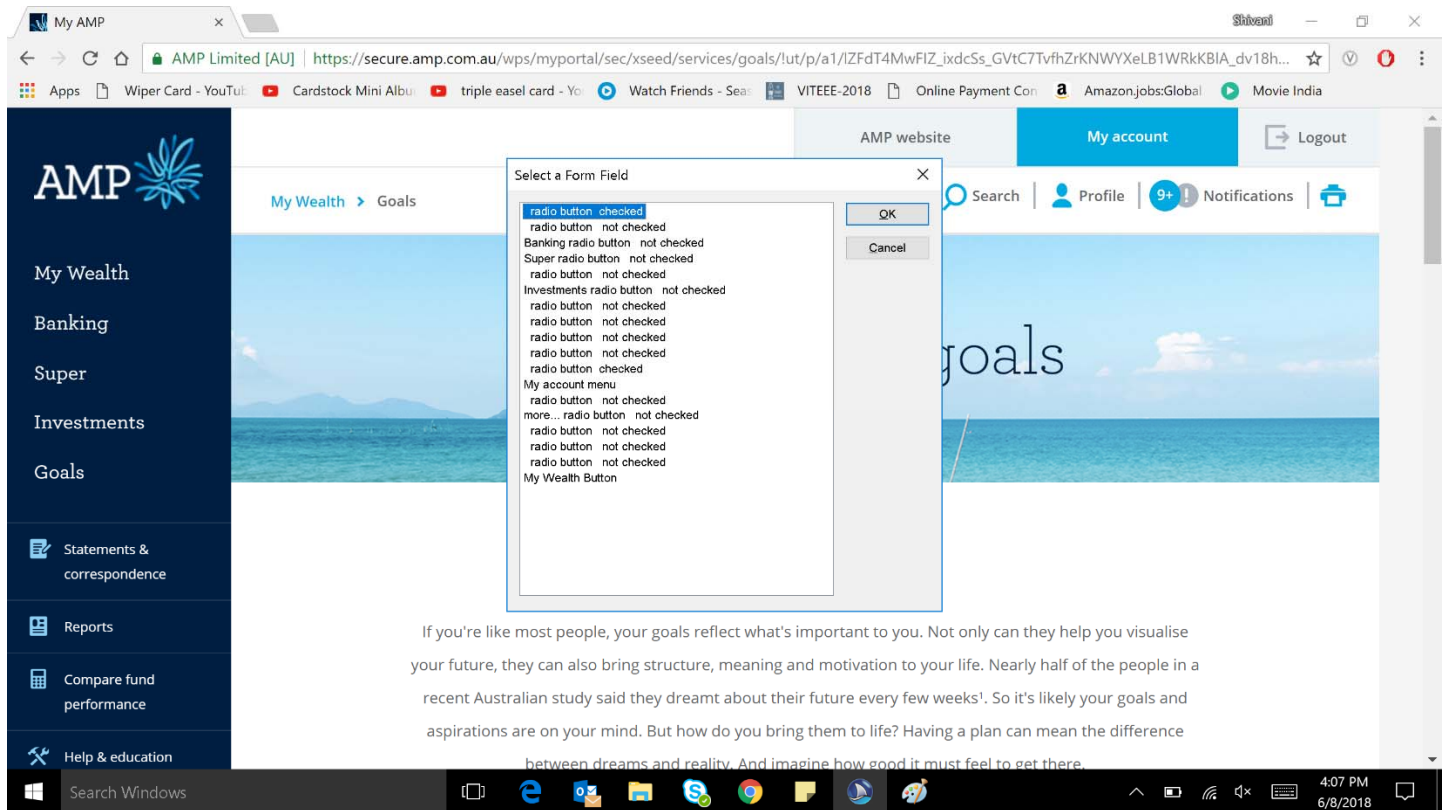 My AMP
Shivani
AMP Limited [AU] | https://secure.amp.com.au/wps/myportal/sec/xseed/services/goals/!ut/p/a1/
Apps Wiper Card - YouTub Cardstock Mini Albu triple easel card - Yo Watch Friends - Seas VITEEE-2018 Online Payment Con Amazon.jobs:Global Movie India
AMP website My account Logout
AMP
My Wealth > Goals
Search | Profile | 9+ ! Notifications |
My Wealth
Banking
Super
Investments
Goals
Statements &
correspondence
Reports
Compare fund
performance
Help & education
Select a Form Field
radio button checked
radio button not checked
Banking radio button not checked
Super radio button not checked
radio button not checked
Investments radio button not checked
radio button not checked
radio button not checked
radio button not checked
radio button not checked
radio button checked
My account menu
radio button not checked
more... radio button not checked
radio button not checked
radio button not checked
radio button not checked
My Wealth Button
OK
Cancel
goals
If you're like most people, your goals reflect what's important to you. Not only can they help you visualise
your future, they can also bring structure, meaning and motivation to your life. Nearly half of the people in a
recent Australian study said they dreamt about their future every few weeks¹. So it's likely your goals and
aspirations are on your mind. But how do you bring them to life? Having a plan can mean the difference
between dreams and reality. And imagine how good it must feel to get there.
Search Windows
4:07 PM
6/8/2018